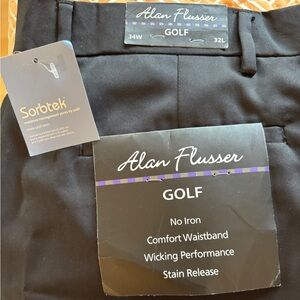 Alan Flusser
34W GOLF 32L
Sorbtek
Alan Flusser
GOLF
No Iron
Comfort Waistband
Wicking Performance
Stain Release